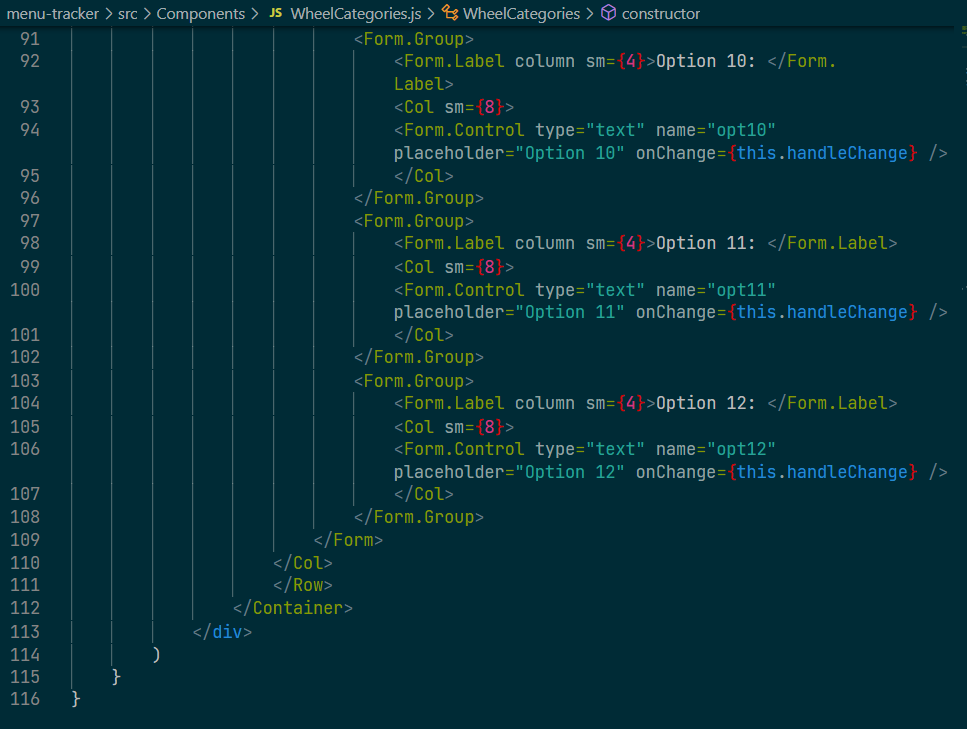 menu-tracker > src > Components > JS WheelCategories.js > WheelCategories > constructor
91 <Form.Group>
92 <Form.Label column sm={4}>Option 10: </Form.
Label>
93 <Col sm={8}>
94 <Form.Control type="text" name="opt10"
placeholder="Option 10" onChange={this.handleChange} />
95 </Col>
96 </Form.Group>
97 <Form.Group>
98 <Form.Label column sm={4}>Option 11: </Form.Label>
99 <Col sm={8}>
100 <Form.Control type="text" name="opt11"
placeholder="Option 11" onChange={this.handleChange} />
101 </Col>
102 </Form.Group>
103 <Form.Group>
104 <Form.Label column sm={4}>Option 12: </Form.Label>
105 <Col sm={8}>
106 <Form.Control type="text" name="opt12"
placeholder="Option 12" onChange={this.handleChange} />
107 </Col>
108 </Form.Group>
109 </Form>
110 </Col>
111 </Row>
112 </Container>
113 </div>
114 )
115 }
116 }